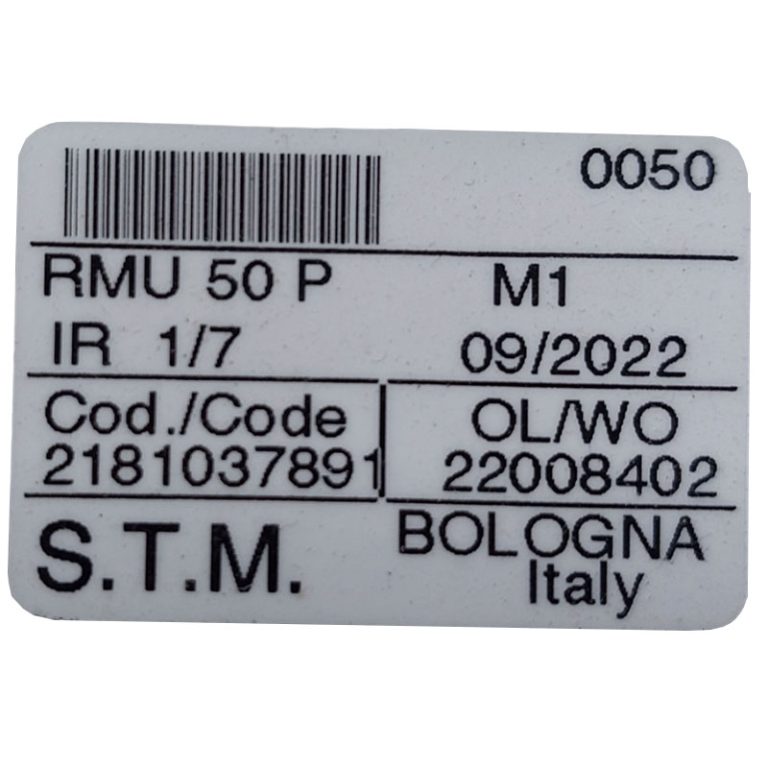 0050
RMU 50 P M1
IR 1/7 09/2022
Cod./Code OL/WO
2181037891 22008402
S.T.M. BOLOGNA
Italy